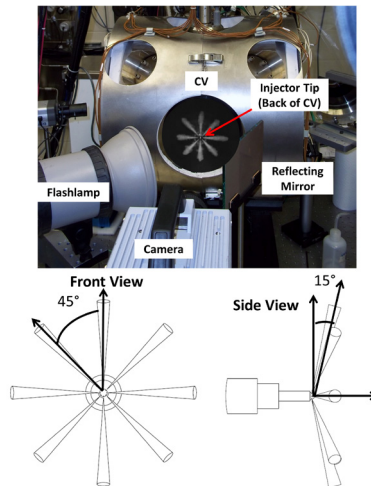 CV
Injector Tip
(Back of CV)
Flashlamp
Reflecting
Mirror
Camera
Front View
45°
Side View
15°